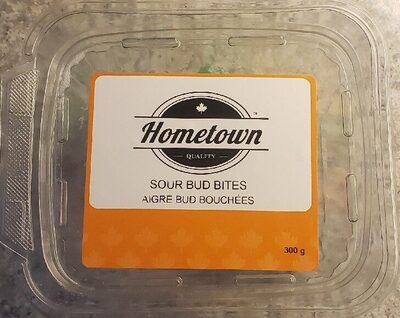 Hometown
QUALITY
SOUR BUD BITES
AIGRE BUD BOUCHÉES
300 g